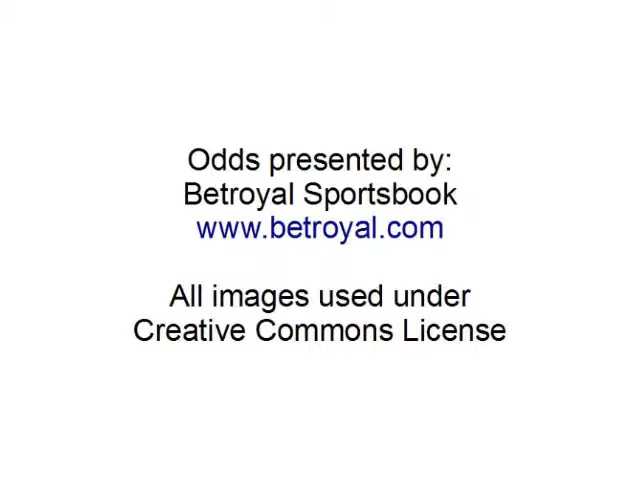 Odds presented by:
Betroyal Sportsbook
www.betroyal.com
All images used under
Creative Commons License